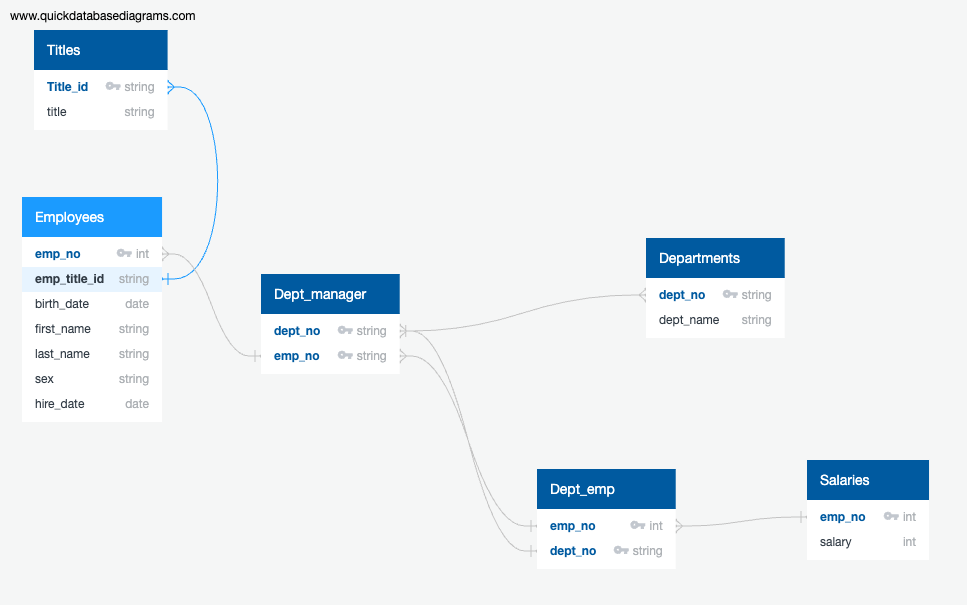 www.quickdatabasediagrams.com
Titles
Title_id string
title string
Employees
emp_no int
emp_title_id string
birth_date date
first_name string
last_name string
sex string
hire_date date
Dept_manager
dept_no string
emp_no string
Departments
dept_no string
dept_name string
Dept_emp
emp_no int
dept_no string
Salaries
emp_no int
salary int